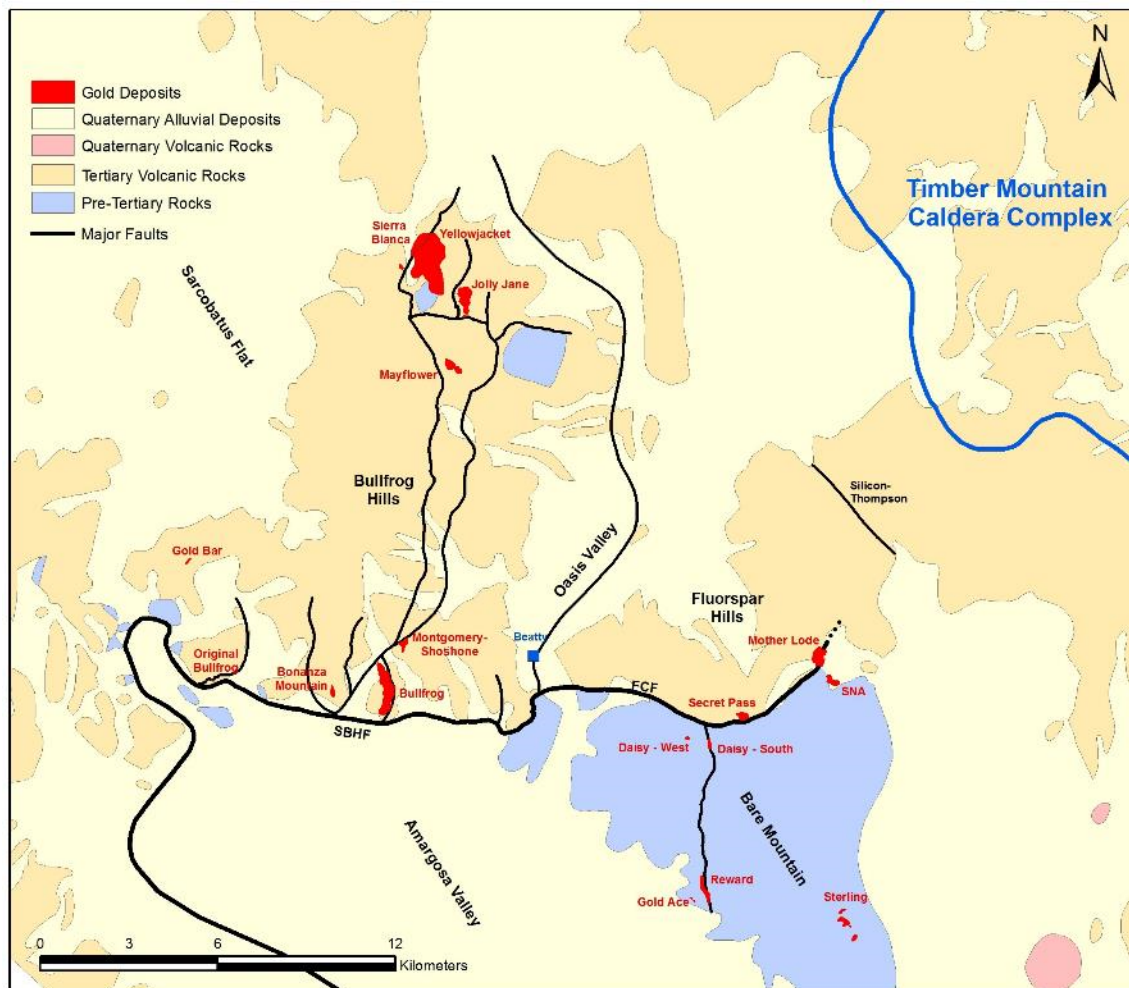 N
Gold Deposits
Quaternary Alluvial Deposits
Quaternary Volcanic Rocks
Tertiary Volcanic Rocks
Pre-Tertiary Rocks
Major Faults
Timber Mountain
Caldera Complex
Sierra
Blanca
Yellowjacket
Jolly Jane
Sarcobatus Flat
Mayflower
Bullfrog
Hills
Silicon-
Thompson
Gold Bar
Oasis Valley
Fluorspar
Hills
Beatty
Mother Lode
Montgomery-
Shoshone
Original
Bullfrog
Bonanza
Mountain
Bullfrog
SNA
FCF
Secret Pass
SBHF
Daisy - West
Daisy - South
Bare Mountain
Amargosa Valley
Reward
Gold Ace
Sterling
0 3 6 12
Kilometers